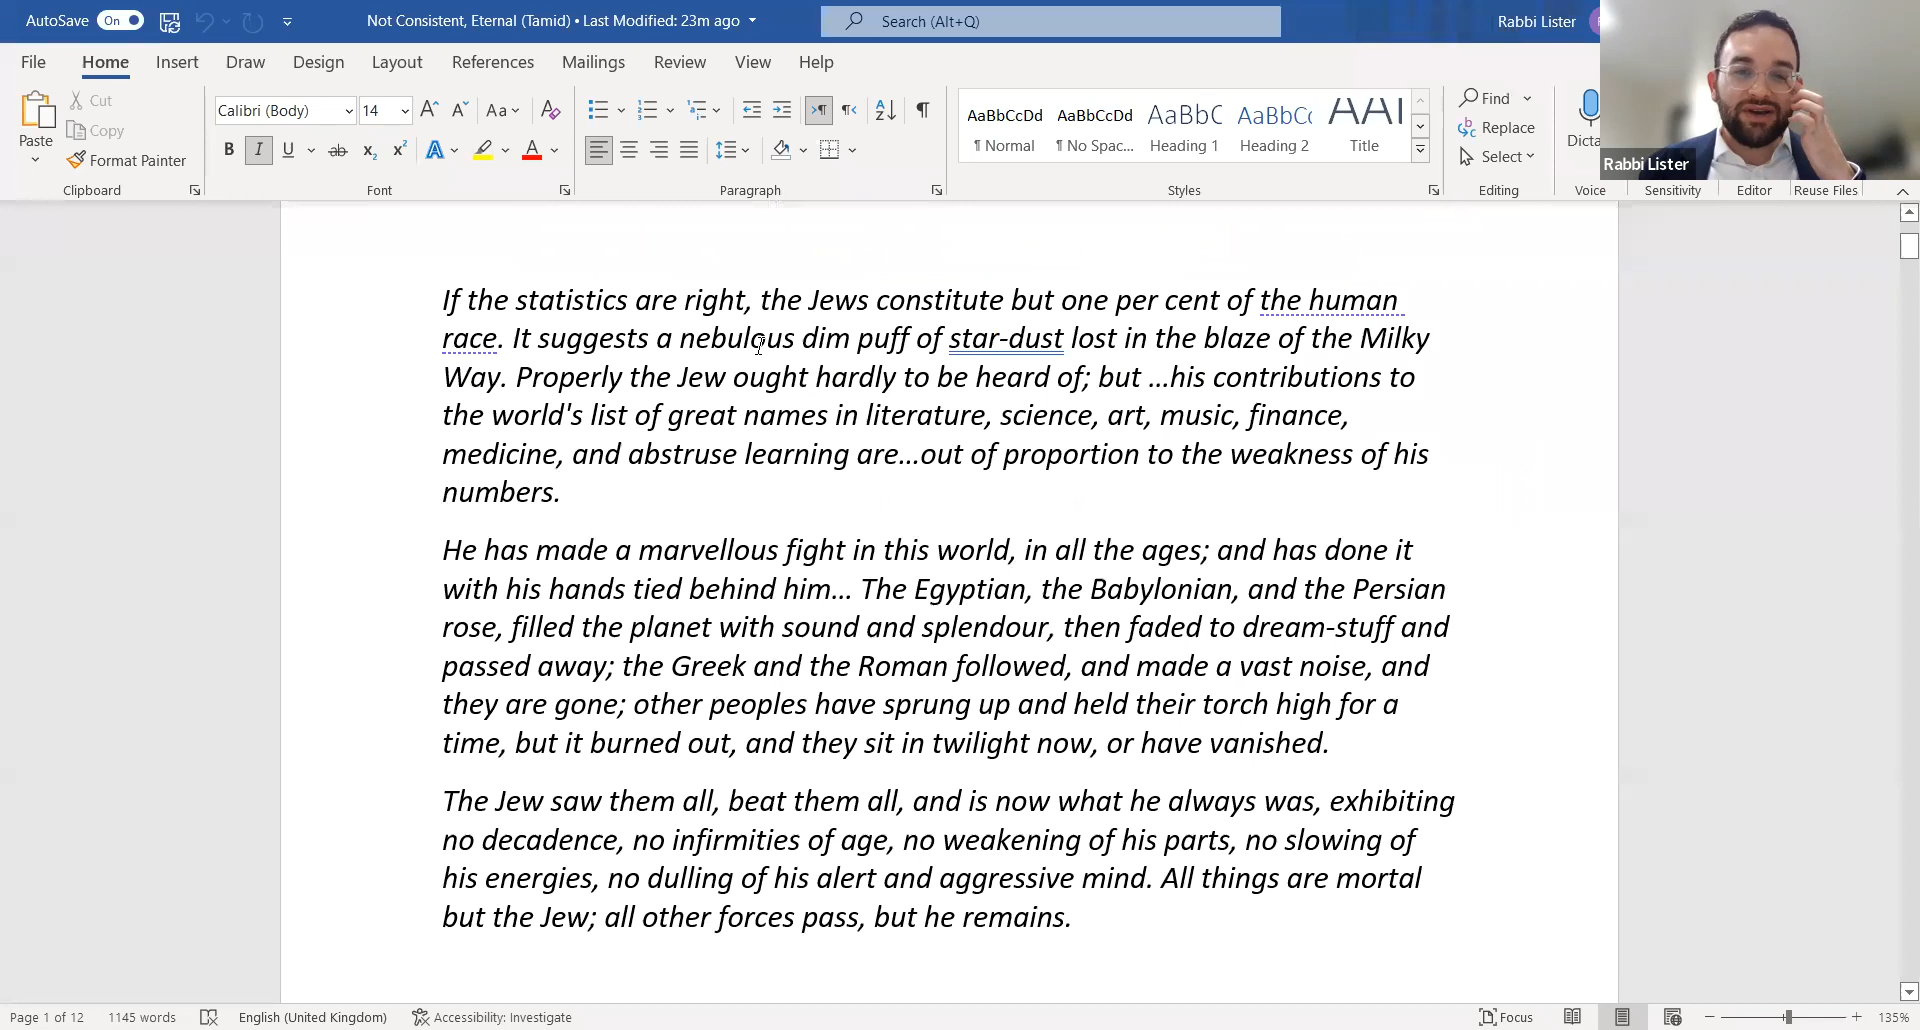 AutoSave On
Not Consistent, Eternal (Tamid) • Last Modified: 23m ago
Search (Alt+Q)
Rabbi Lister
File Home Insert Draw Design Layout References Mailings Review View Help
Paste
Cut
Copy
Format Painter
Clipboard
Calibri (Body) 14
Font
Paragraph
AaBbCcDd AaBbCcDd AaBbC AaBbCc AAI
¶ Normal ¶ No Spac... Heading 1 Heading 2 Title
Styles
Find
Replace
Select
Editing
Dicta
Voice
Sensitivity
Editor
Reuse Files
Rabbi Lister
If the statistics are right, the Jews constitute but one per cent of the human
race. It suggests a nebulous dim puff of star-dust lost in the blaze of the Milky
Way. Properly the Jew ought hardly to be heard of; but ...his contributions to
the world's list of great names in literature, science, art, music, finance,
medicine, and abstruse learning are...out of proportion to the weakness of his
numbers.
He has made a marvellous fight in this world, in all the ages; and has done it
with his hands tied behind him... The Egyptian, the Babylonian, and the Persian
rose, filled the planet with sound and splendour, then faded to dream-stuff and
passed away; the Greek and the Roman followed, and made a vast noise, and
they are gone; other peoples have sprung up and held their torch high for a
time, but it burned out, and they sit in twilight now, or have vanished.
The Jew saw them all, beat them all, and is now what he always was, exhibiting
no decadence, no infirmities of age, no weakening of his parts, no slowing of
his energies, no dulling of his alert and aggressive mind. All things are mortal
but the Jew; all other forces pass, but he remains.
Page 1 of 12 1145 words English (United Kingdom) Accessibility: Investigate Focus 135%